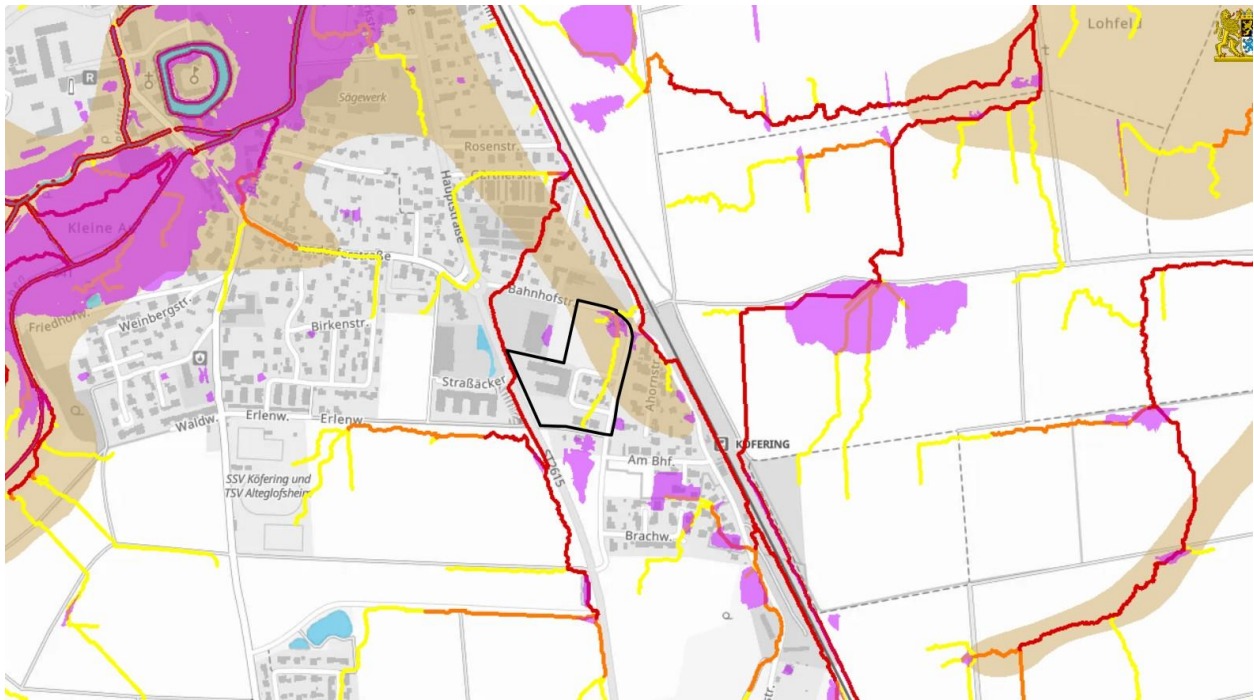 Lohfeld
Sägewerk
R
Rosenstr.
Hauptstraße
Kleine
Bahnhofstr.
Friedhofw.
Weinbergstr.
Birkenstr.
Straßäcker
Ahornstr.
Waldw.
Erlenw.
Erlenw.
KÖFERING
ST2615
Am Bhf.
SSV Köfering und
TSV Alteglofsheim
Brachw.